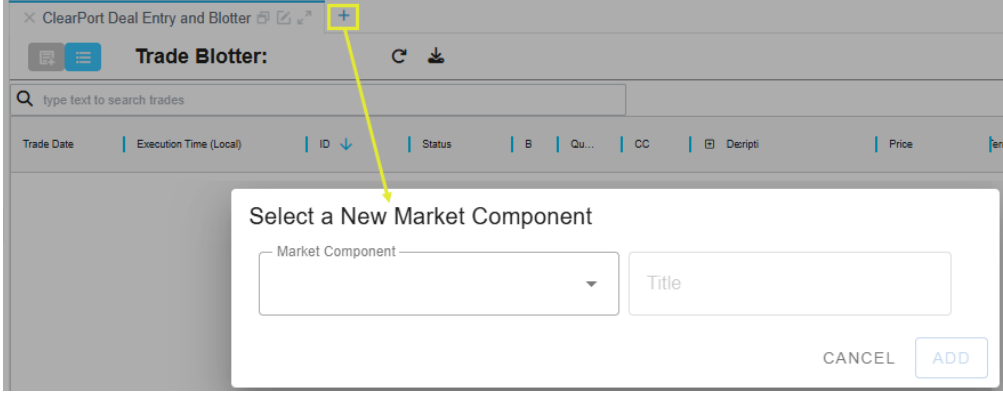 ClearPort Deal Entry and Blotter
Trade Blotter:
type text to search trades
Trade Date Execution Time (Local) ID Status B Qu... CC Decripti Price
Select a New Market Component
Market Component
Title
CANCEL ADD